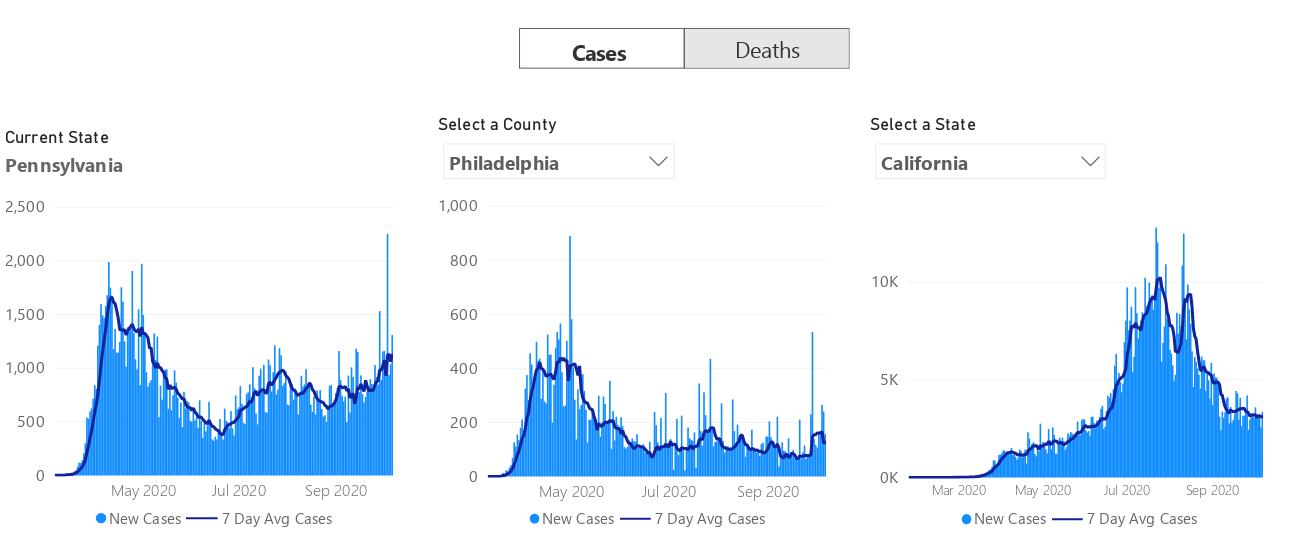 Cases Deaths
Current State
Pennsylvania
2,500
2,000
1,500
1,000
500
0
May 2020 Jul 2020 Sep 2020
New Cases 7 Day Avg Cases
Select a County
Philadelphia
1,000
800
600
400
200
0
May 2020 Jul 2020 Sep 2020
New Cases 7 Day Avg Cases
Select a State
California
10K
5K
0K
Mar 2020 May 2020 Jul 2020 Sep 2020
New Cases 7 Day Avg Cases